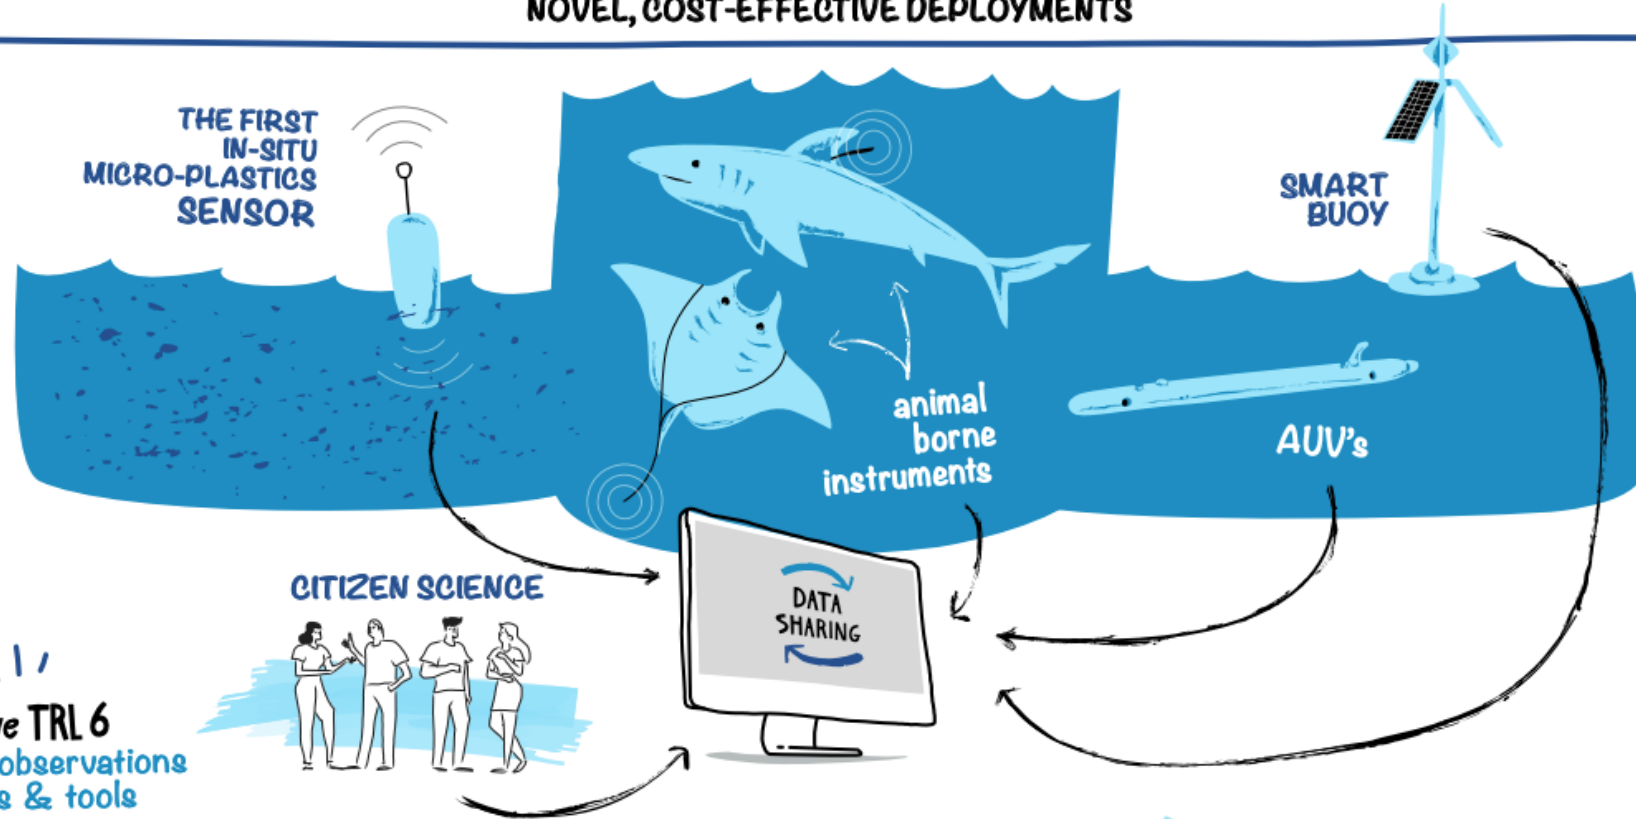 NOVEL, COST-EFFECTIVE DEPLOYMENTS
THE FIRST
IN-SITU
MICRO-PLASTICS
SENSOR
SMART
BUOY
animal
borne
instruments
AUV's
CITIZEN SCIENCE
DATA
SHARING
TRL 6
observations
& tools